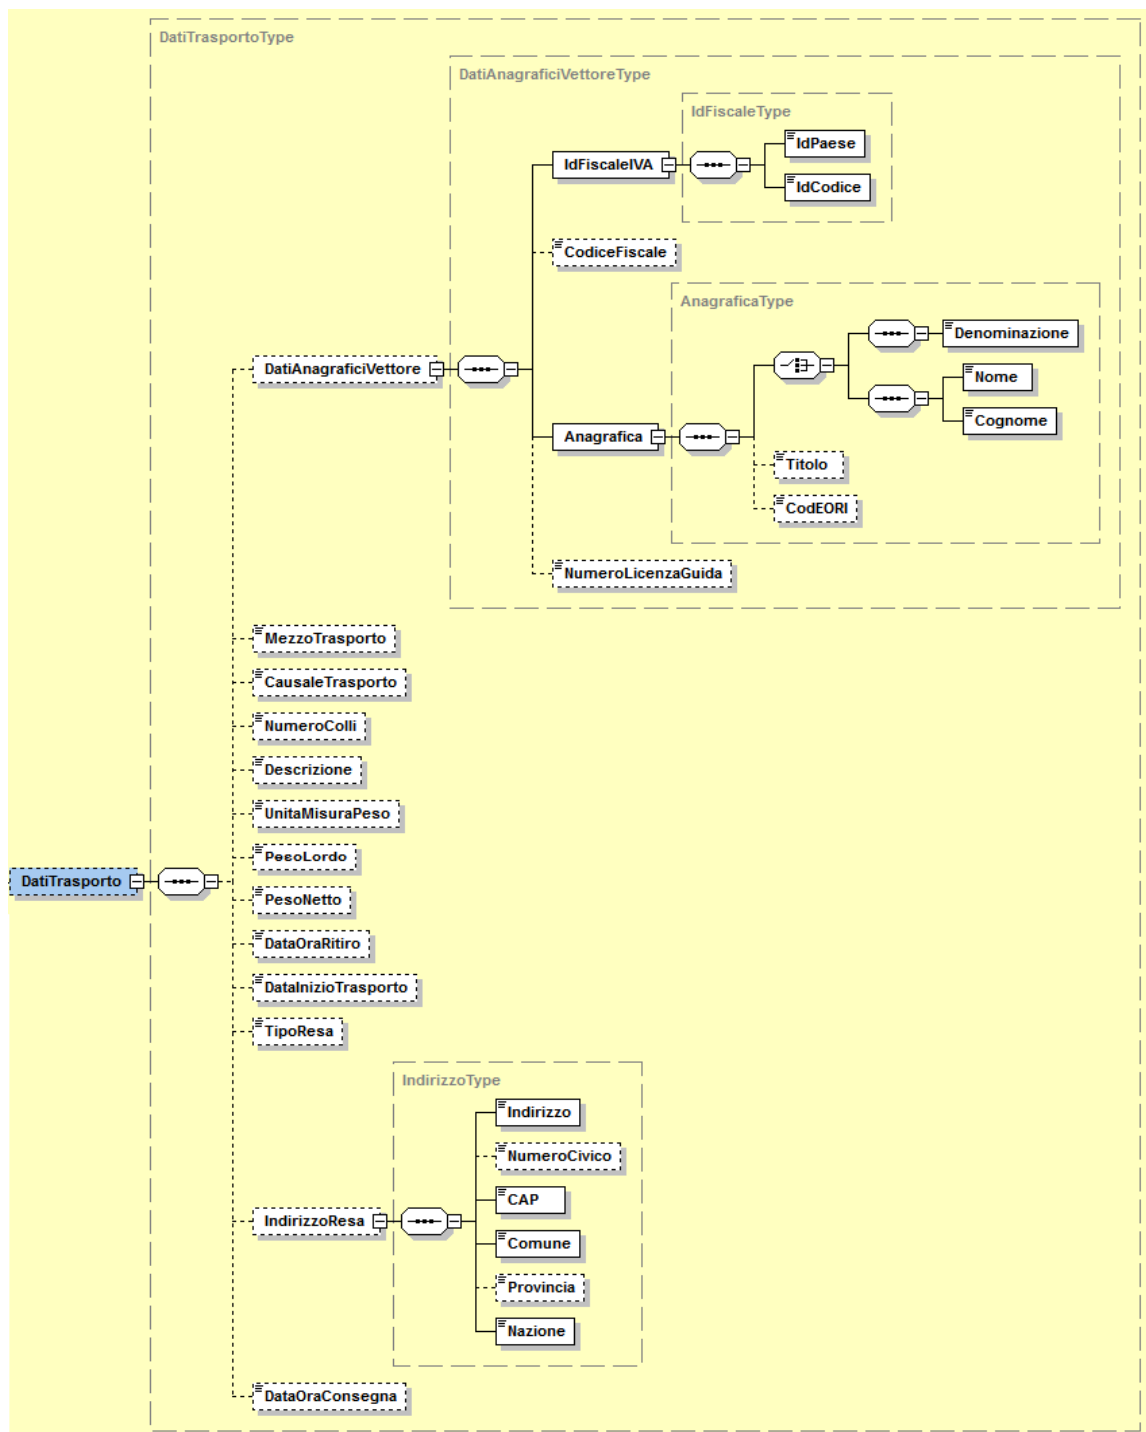 DatiTrasportoType
DatiAnagraficiVettoreType
IdFiscaleType
IdPaese
IdFiscaleIVA
IdCodice
CodiceFiscale
AnagraficaType
Denominazione
DatiAnagraficiVettore
Nome
Cognome
Anagrafica
Titolo
CodEORI
NumeroLicenzaGuida
MezzoTrasporto
CausaleTrasporto
NumeroColli
Descrizione
UnitaMisuraPeso
PesoLordo
DatiTrasporto
PesoNetto
DataOraRitiro
DataInizioTrasporto
TipoResa
IndirizzoType
Indirizzo
NumeroCivico
CAP
IndirizzoResa
Comune
Provincia
Nazione
DataOraConsegna